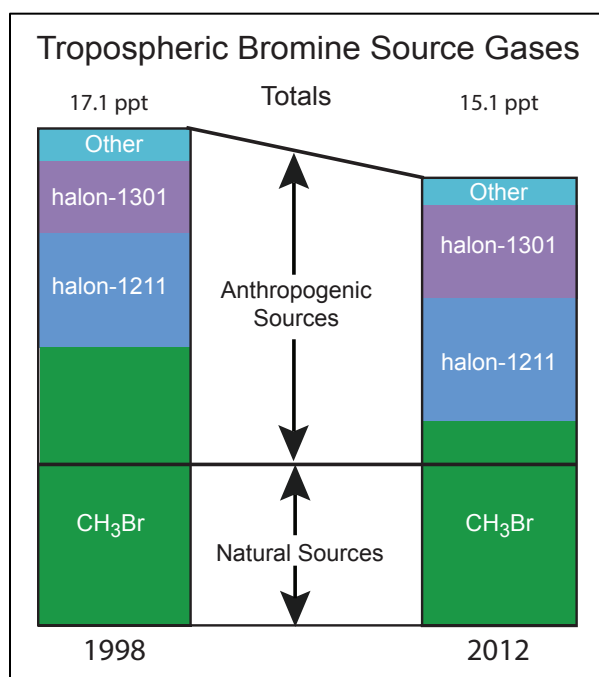 Tropospheric Bromine Source Gases
17.1 ppt
Totals
15.1 ppt
Other
halon-1301
halon-1211
CH₃Br
1998
Anthropogenic
Sources
Natural Sources
Other
halon-1301
halon-1211
CH₃Br
2012